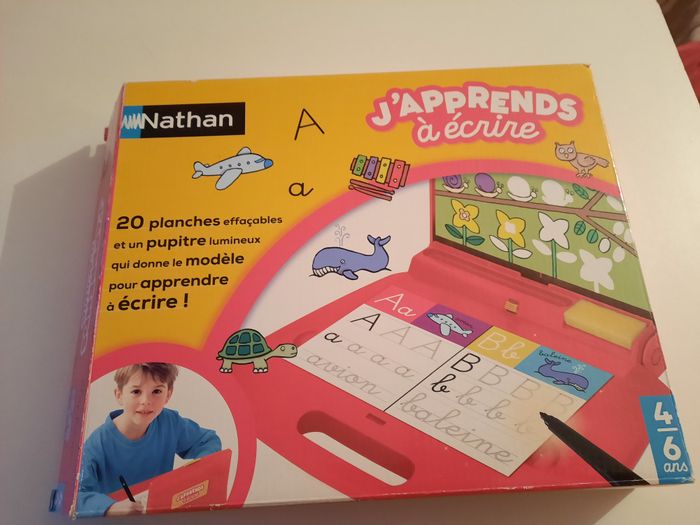 Nathan
J'APPRENDS
à écrire
A
a
20 planches effaçables
et un pupitre lumineux
qui donne le modèle
pour apprendre
à écrire !
Aa
Bb
baleine
A A A
B B B B
a a a a
b b b b
avion
baleine
4-6
ans